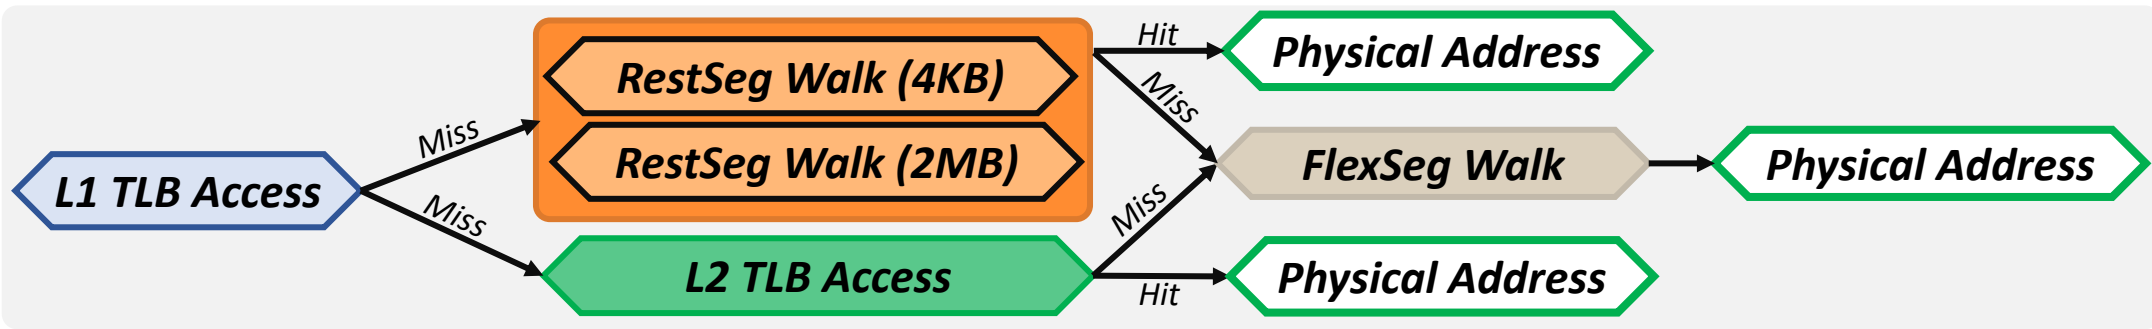 L1 TLB Access
Miss
Miss
RestSeg Walk (4KB)
RestSeg Walk (2MB)
L2 TLB Access
Hit
Miss
Miss
Hit
Physical Address
FlexSeg Walk
Physical Address
Physical Address